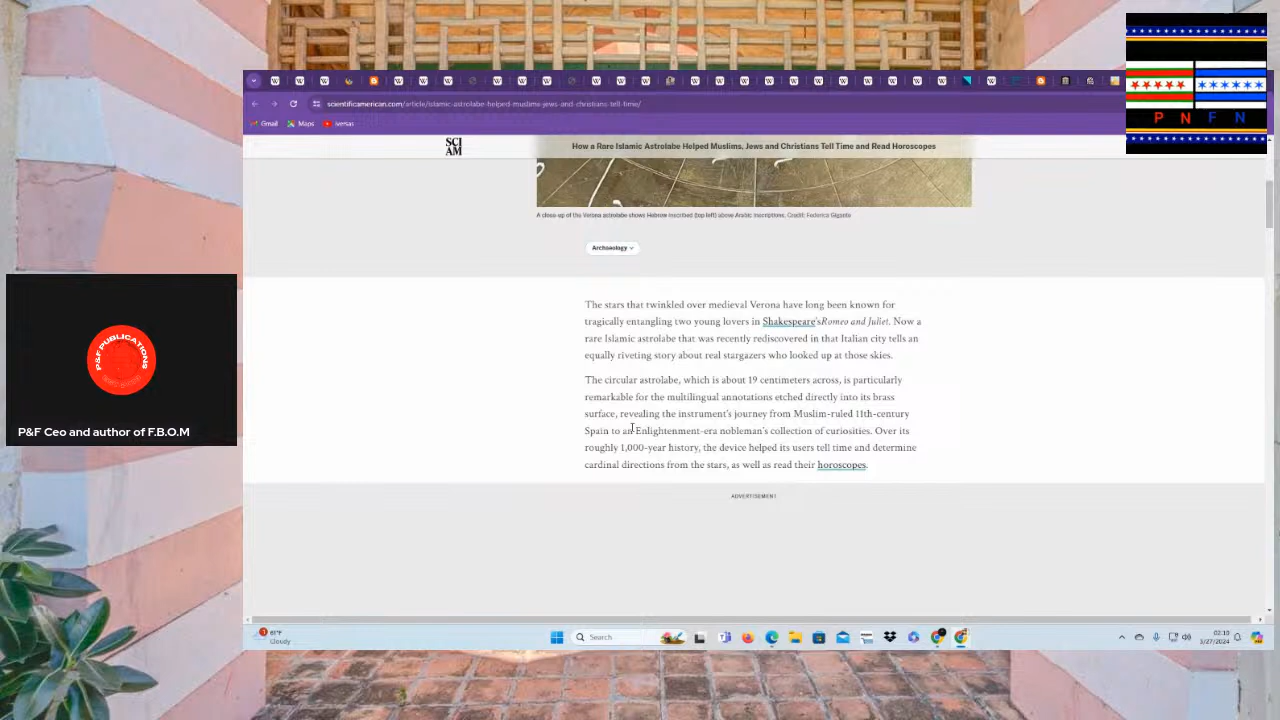 scientificamerican.com/article/islamic-astrolabe-helped-muslims-jews-and-christians-tell-time/
Gmail
Maps
iversas
SCI
AM
How a Rare Islamic Astrolabe Helped Muslims, Jews and Christians Tell Time and Read Horoscopes
P N F N
A close-up of the Verona astrolabe shows Hebrew inscribed (top left) above Arabic inscriptions. Credit: Federica Gigante
Archaeology
The stars that twinkled over medieval Verona have long been known for
tragically entangling two young lovers in Shakespeare'sRomeo and Juliet. Now a
rare Islamic astrolabe that was recently rediscovered in that Italian city tells an
equally riveting story about real stargazers who looked up at those skies.
The circular astrolabe, which is about 19 centimeters across, is particularly
remarkable for the multilingual annotations etched directly into its brass
surface, revealing the instrument's journey from Muslim-ruled 11th-century
Spain to an Enlightenment-era nobleman's collection of curiosities. Over its
roughly 1,000-year history, the device helped its users tell time and determine
cardinal directions from the stars, as well as read their horoscopes.
ADVERTISEMENT
P&F PUBLICATIONS
P&F Ceo and author of F.B.O.M
Cloudy
Search
02:10
5/27/2024